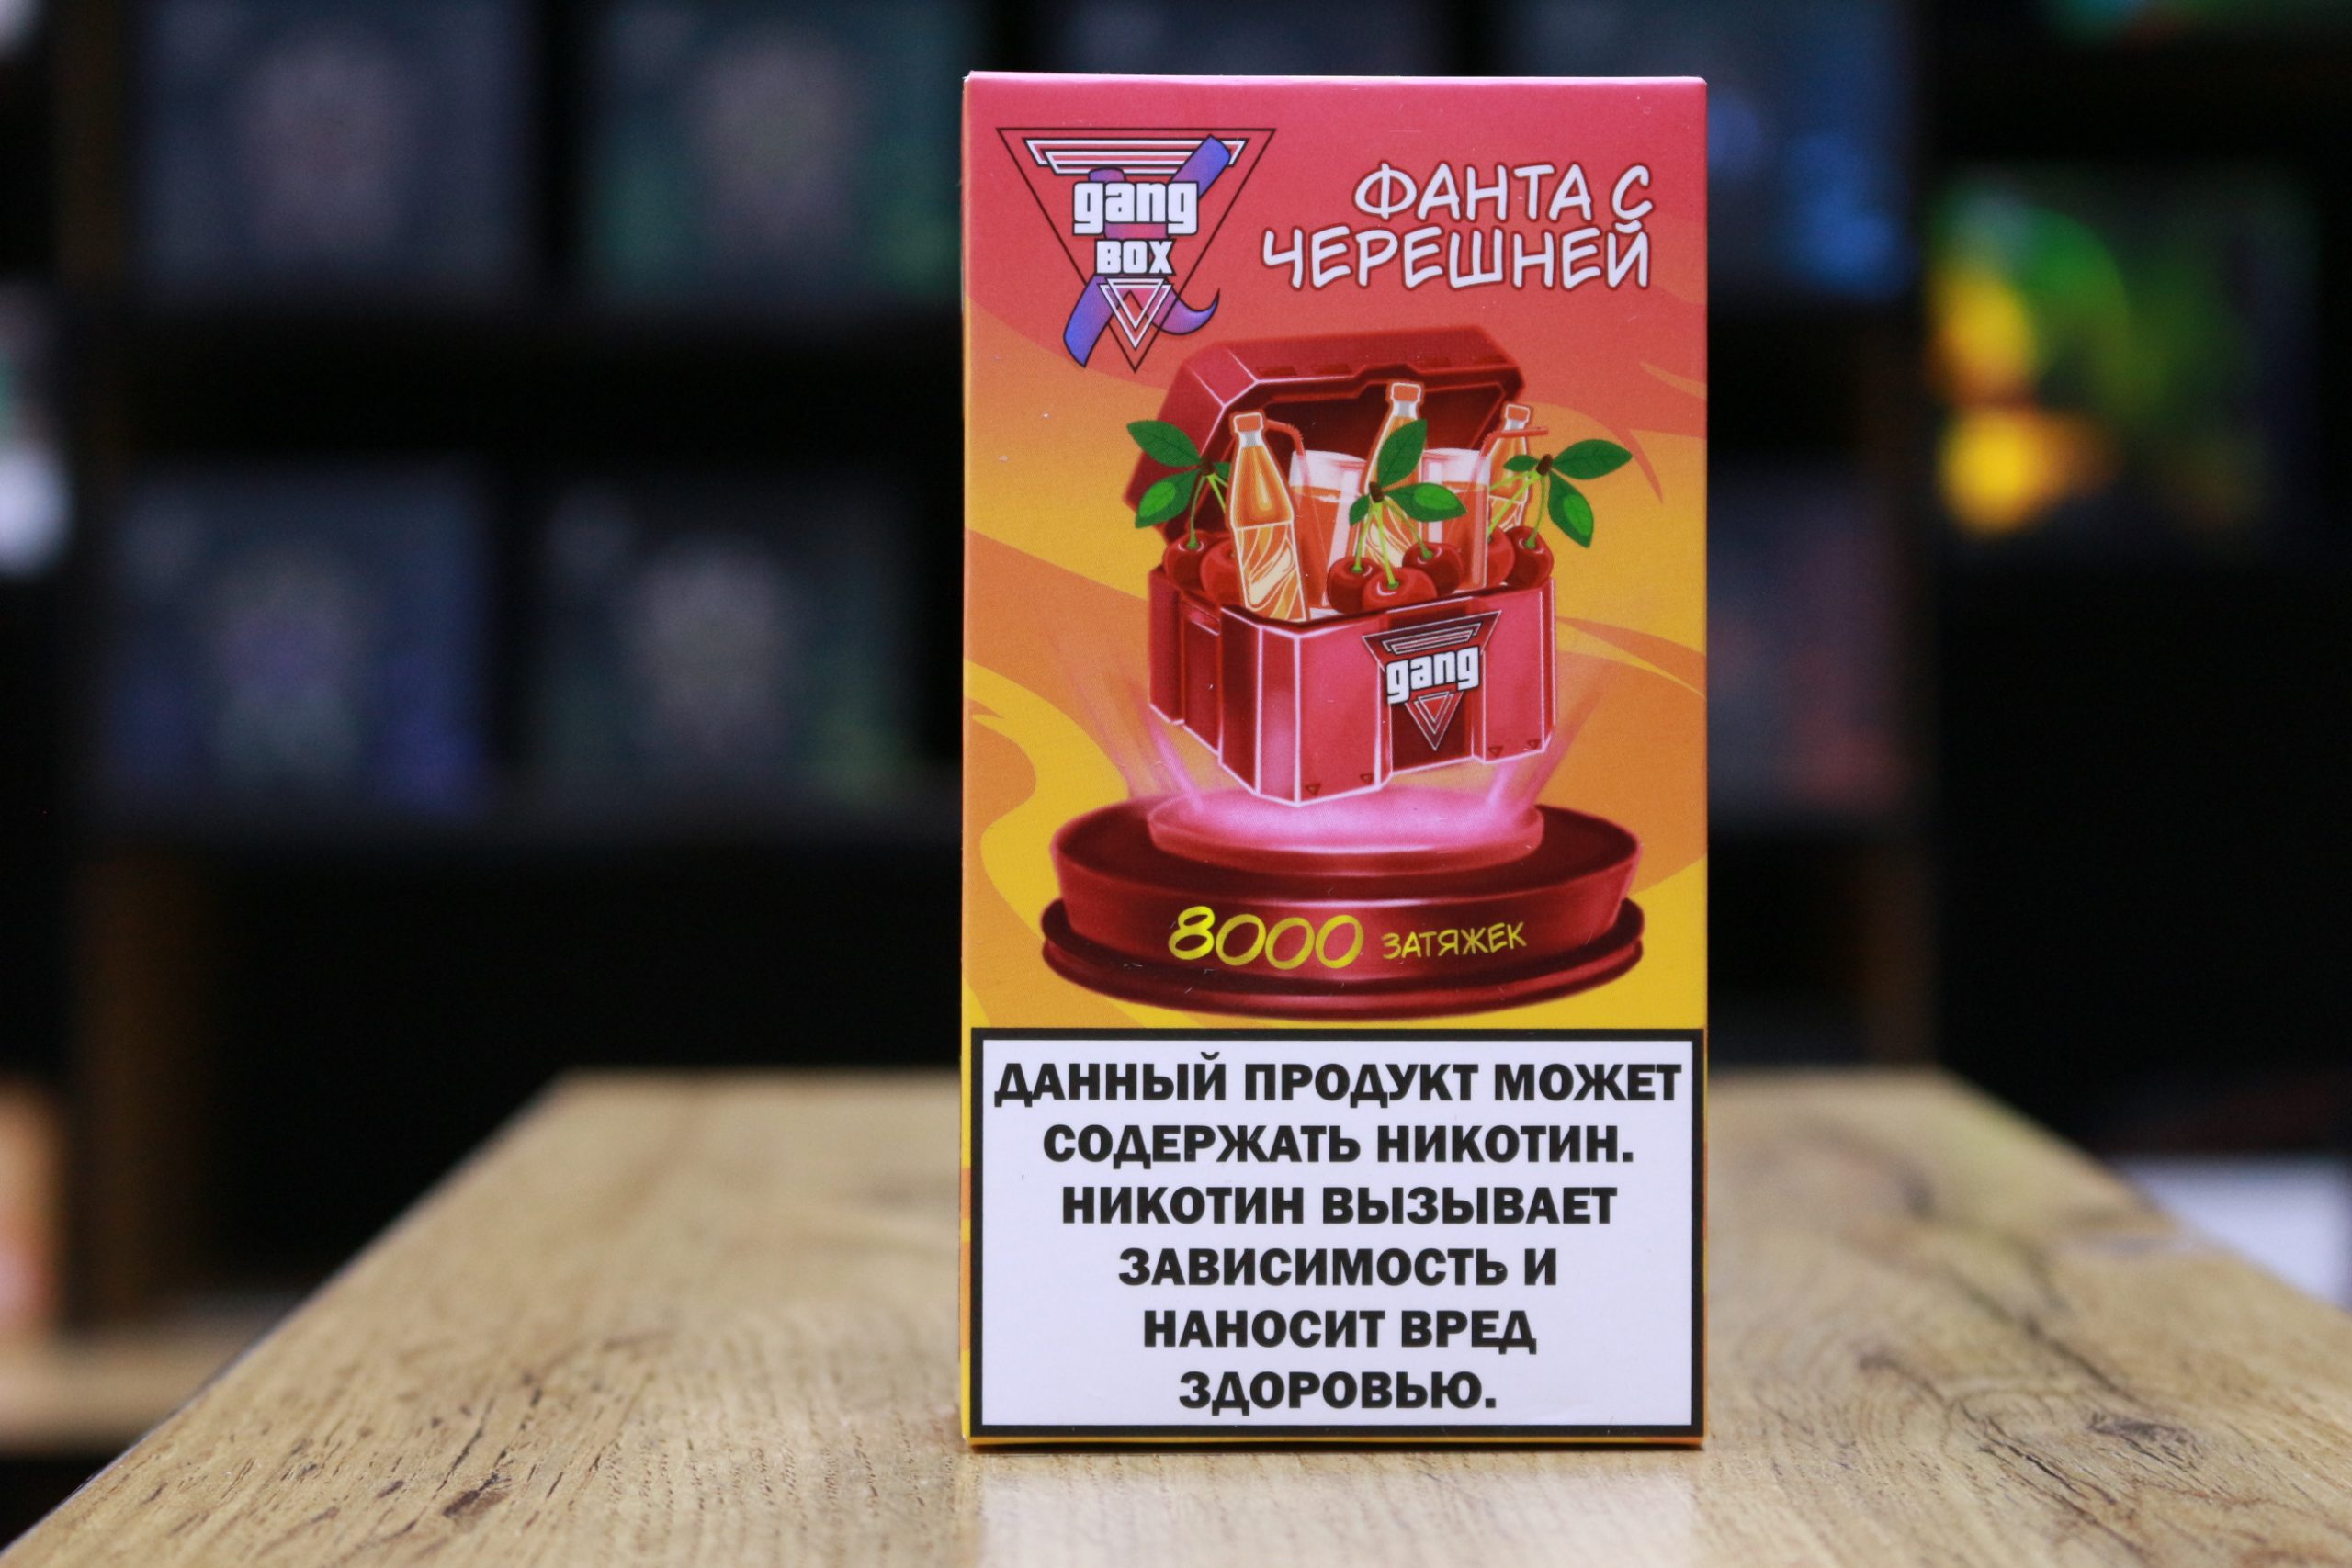 gang
BOX
ФАНТА С
ЧЕРЕШНЕЙ
gang
8000 ЗАТЯЖЕК
ДАННЫЙ ПРОДУКТ МОЖЕТ
СОДЕРЖАТЬ НИКОТИН.
НИКОТИН ВЫЗЫВАЕТ
ЗАВИСИМОСТЬ И
НАНОСИТ ВРЕД
ЗДОРОВЬЮ.